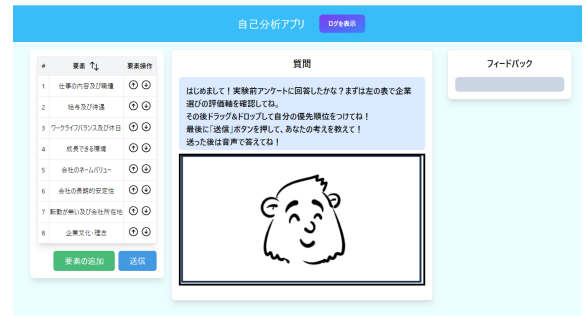 自己分析アプリ ログを表示
# 要素 ↑↓ 要素操作
1 仕事の内容及び職種
2 給与及び待遇
3 ワークライフバランス及び休日
4 成長できる環境
5 会社のネームバリュー
6 会社の長期的安定性
7 転勤が無い及び会社所在地
8 企業文化・理念
要素の追加 送信
質問
はじめまして！実験前アンケートに回答したかな？まずは左の表で企業
選びの評価軸を確認してね。
その後ドラッグ&ドロップして自分の優先順位をつけてね！
最後に「送信」ボタンを押して、あなたの考えを教えて！
送った後は音声で答えてね！
フィードバック